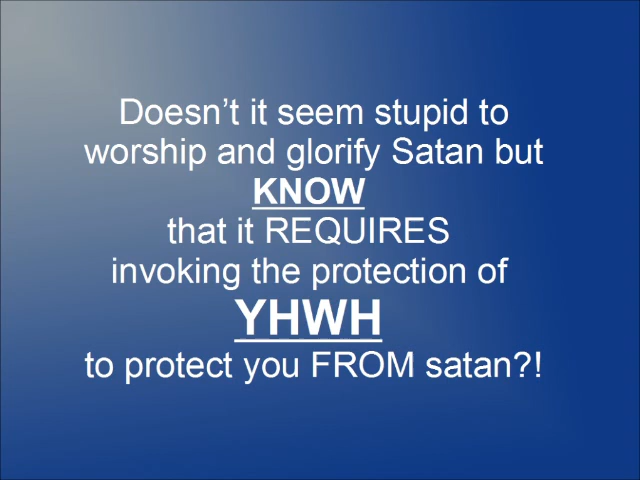 Doesn’t it seem stupid to
worship and glorify Satan but
KNOW
that it REQUIRES
invoking the protection of
YHWH
to protect you FROM satan?!